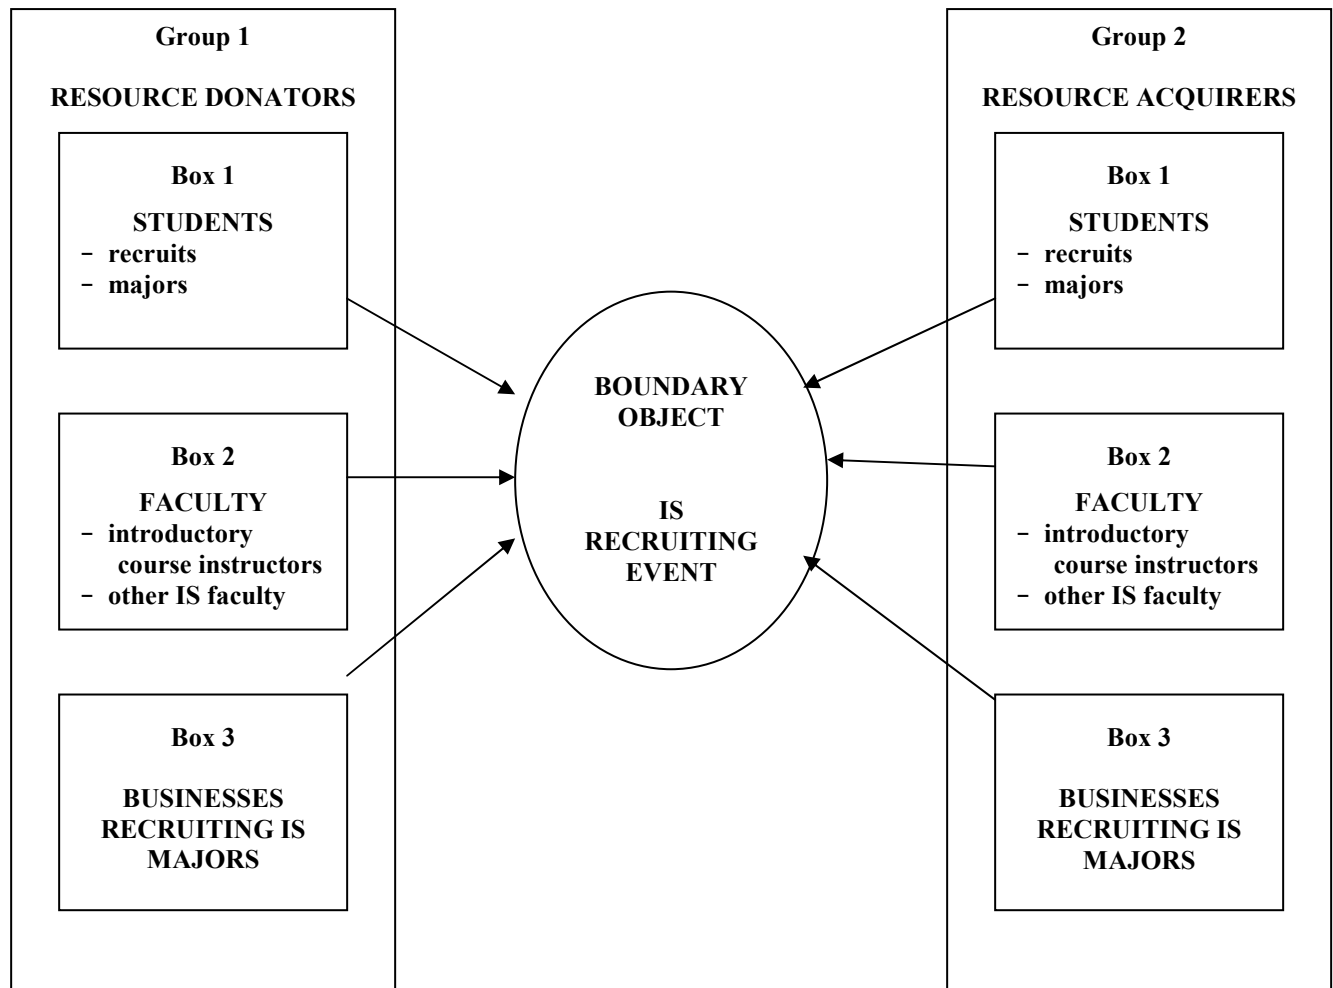 Group 1
RESOURCE DONATORS
Box 1
STUDENTS
- recruits
- majors
Box 2
FACULTY
- introductory
course instructors
- other IS faculty
Box 3
BUSINESSES
RECRUITING IS
MAJORS
BOUNDARY
OBJECT
IS
RECRUITING
EVENT
Group 2
RESOURCE ACQUIRERS
Box 1
STUDENTS
- recruits
- majors
Box 2
FACULTY
- introductory
course instructors
- other IS faculty
Box 3
BUSINESSES
RECRUITING IS
MAJORS